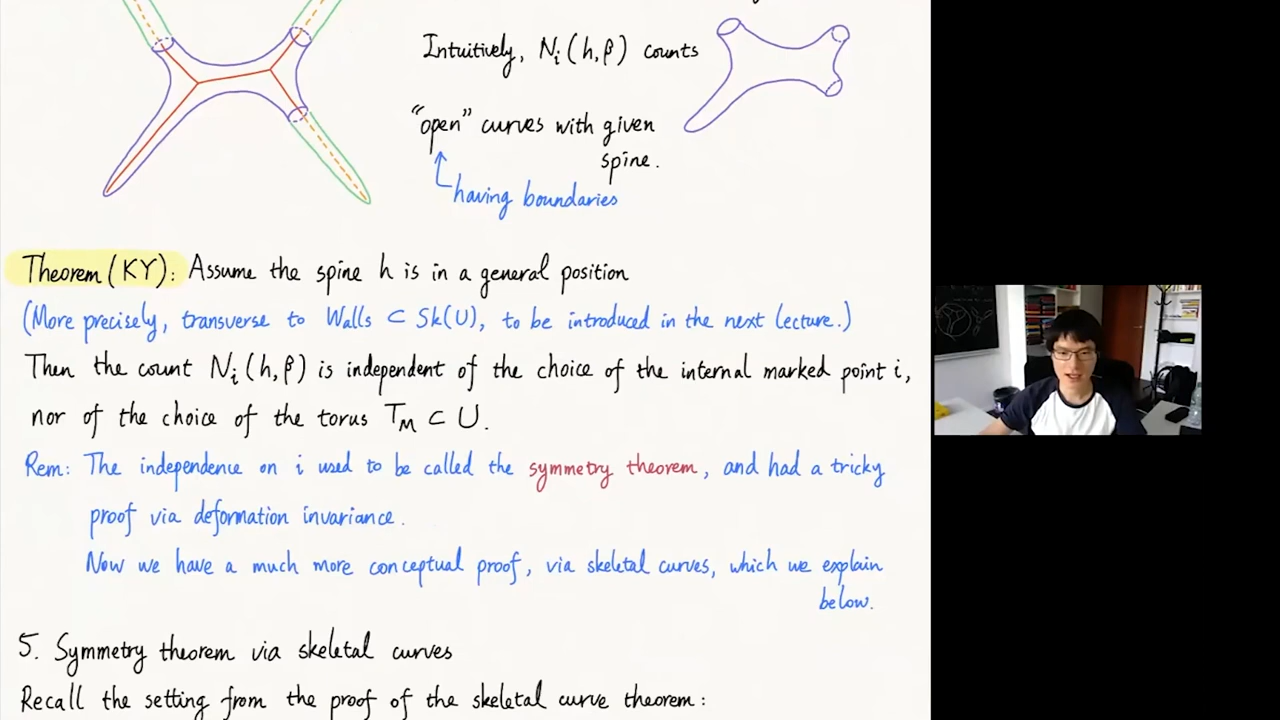 Intuitively, Nᵢ(h,β) counts
"open" curves with given
spine.
having boundaries
Theorem (KY): Assume the spine h is in a general position
(More precisely, transverse to Walls ⊂ Sk(U), to be introduced in the next lecture.)
Then the count Nᵢ(h,β) is independent of the choice of the internal marked point i,
nor of the choice of the torus T_M ⊂ U.
Rem: The independence on i used to be called the symmetry theorem, and had a tricky
proof via deformation invariance.
Now we have a much more conceptual proof, via skeletal curves, which we explain
below.
5. Symmetry theorem via skeletal curves
Recall the setting from the proof of the skeletal curve theorem: